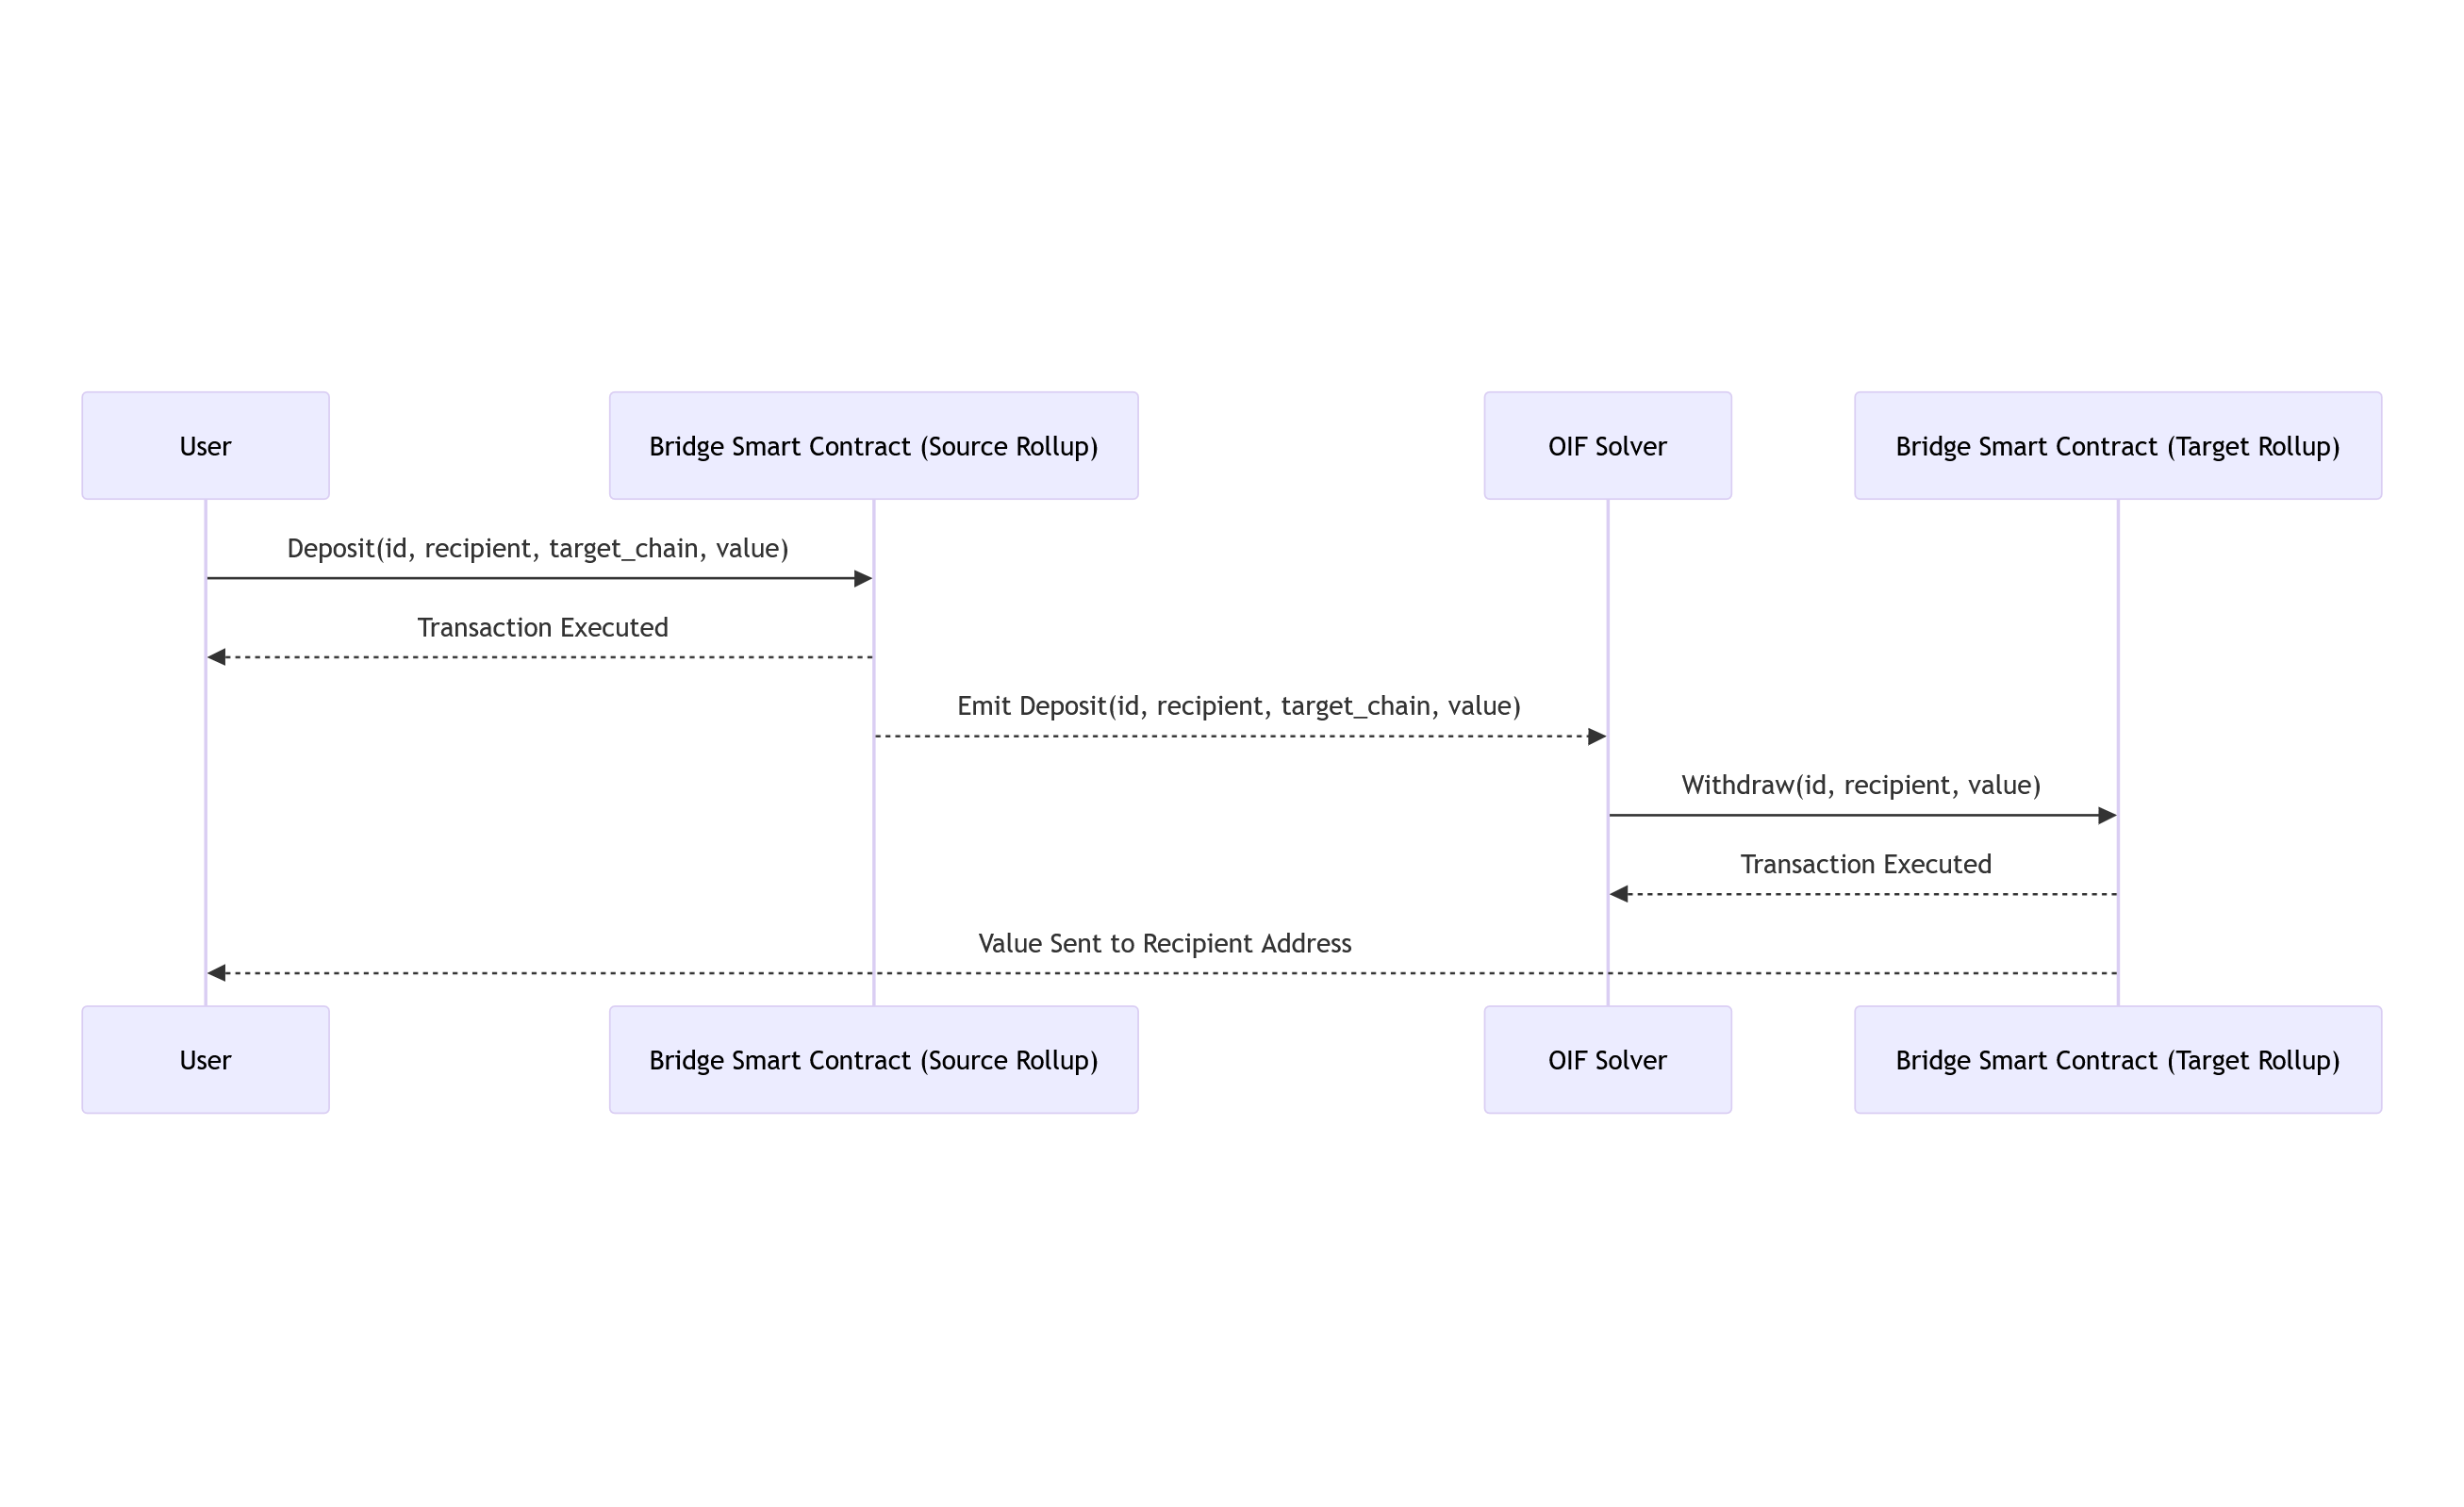 User
Bridge Smart Contract (Source Rollup)
OIF Solver
Bridge Smart Contract (Target Rollup)
Deposit(id, recipient, target_chain, value)
Transaction Executed
Emit Deposit(id, recipient, target_chain, value)
Withdraw(id, recipient, value)
Transaction Executed
Value Sent to Recipient Address
User
Bridge Smart Contract (Source Rollup)
OIF Solver
Bridge Smart Contract (Target Rollup)